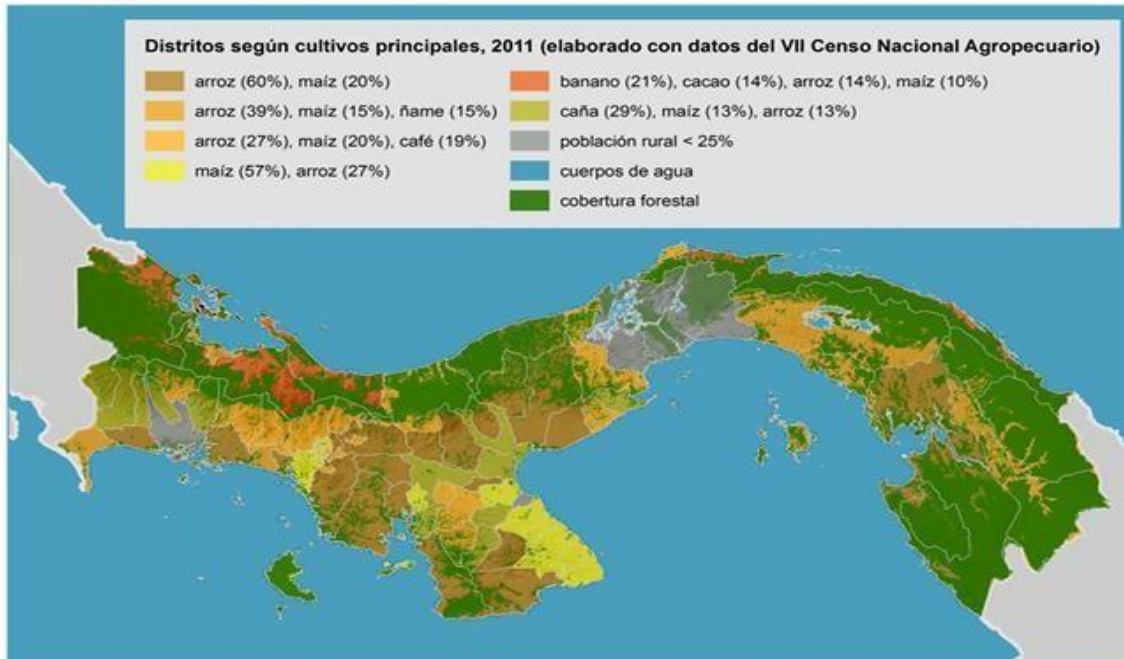 Distritos según cultivos principales, 2011 (elaborado con datos del VII Censo Nacional Agropecuario)
arroz (60%), maíz (20%)
arroz (39%), maíz (15%), ñame (15%)
arroz (27%), maíz (20%), café (19%)
maíz (57%), arroz (27%)
banano (21%), cacao (14%), arroz (14%), maíz (10%)
caña (29%), maíz (13%), arroz (13%)
población rural < 25%
cuerpos de agua
cobertura forestal